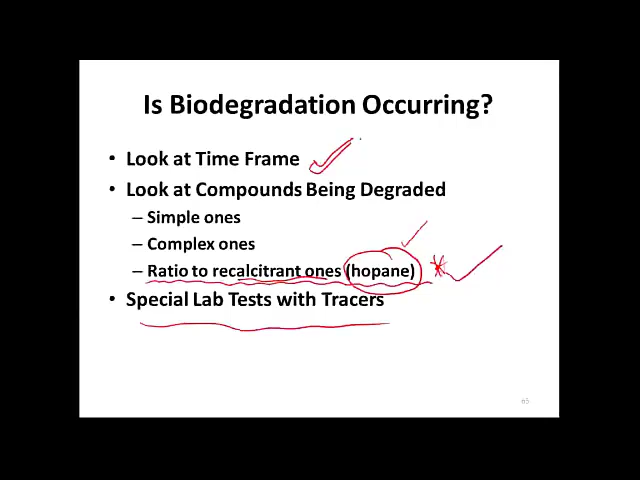 Is Biodegradation Occurring?
• Look at Time Frame
• Look at Compounds Being Degraded
– Simple ones
– Complex ones
– Ratio to recalcitrant ones (hopane)
• Special Lab Tests with Tracers
63